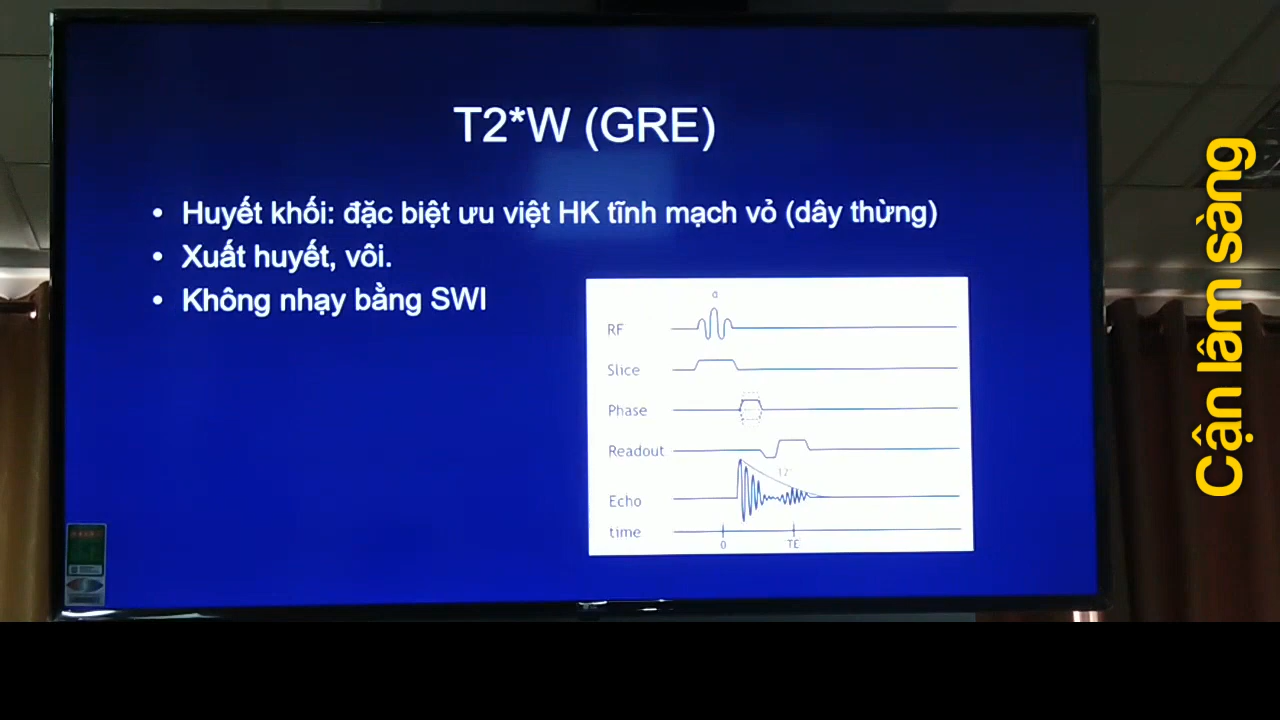 T2*W (GRE)
• Huyết khối: đặc biệt ưu việt HK tĩnh mạch vỏ (dây thừng)
• Xuất huyết, vôi.
• Không nhạy bằng SWI
α
RF
Slice
Phase
Readout
Echo
time
0
TE
Cận lâm sàng